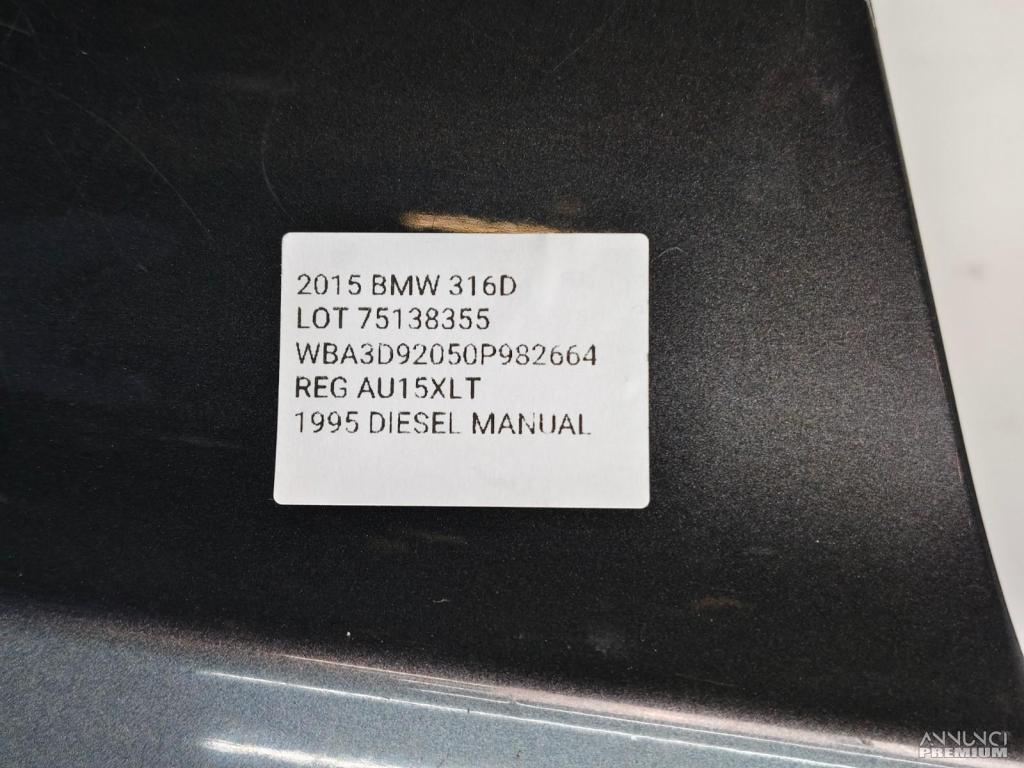 2015 BMW 316D
LOT 75138355
WBA3D92050P982664
REG AU15XLT
1995 DIESEL MANUAL
ANNUNCI
PREMIUM